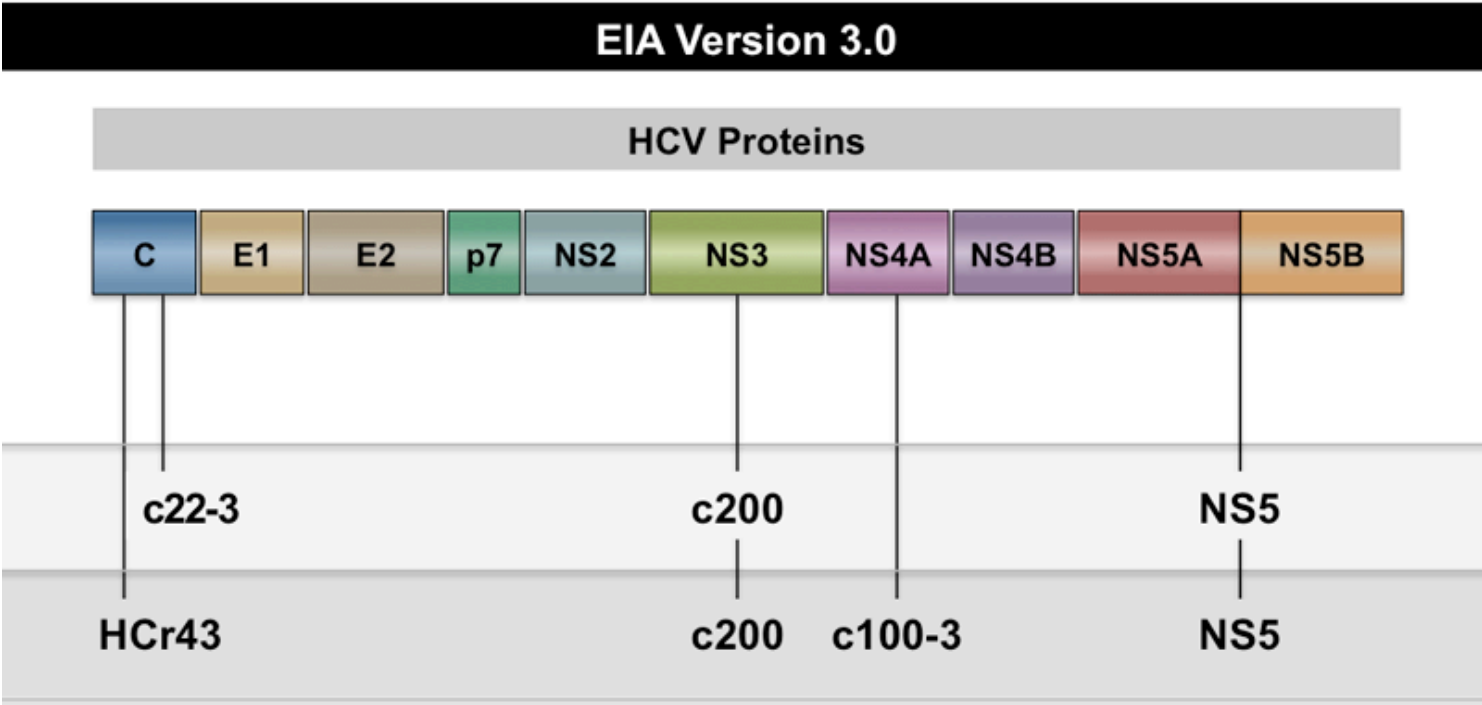 EIA Version 3.0
HCV Proteins
C E1 E2 p7 NS2 NS3 NS4A NS4B NS5A NS5B
c22-3 c200 NS5
HCr43 c200 c100-3 NS5